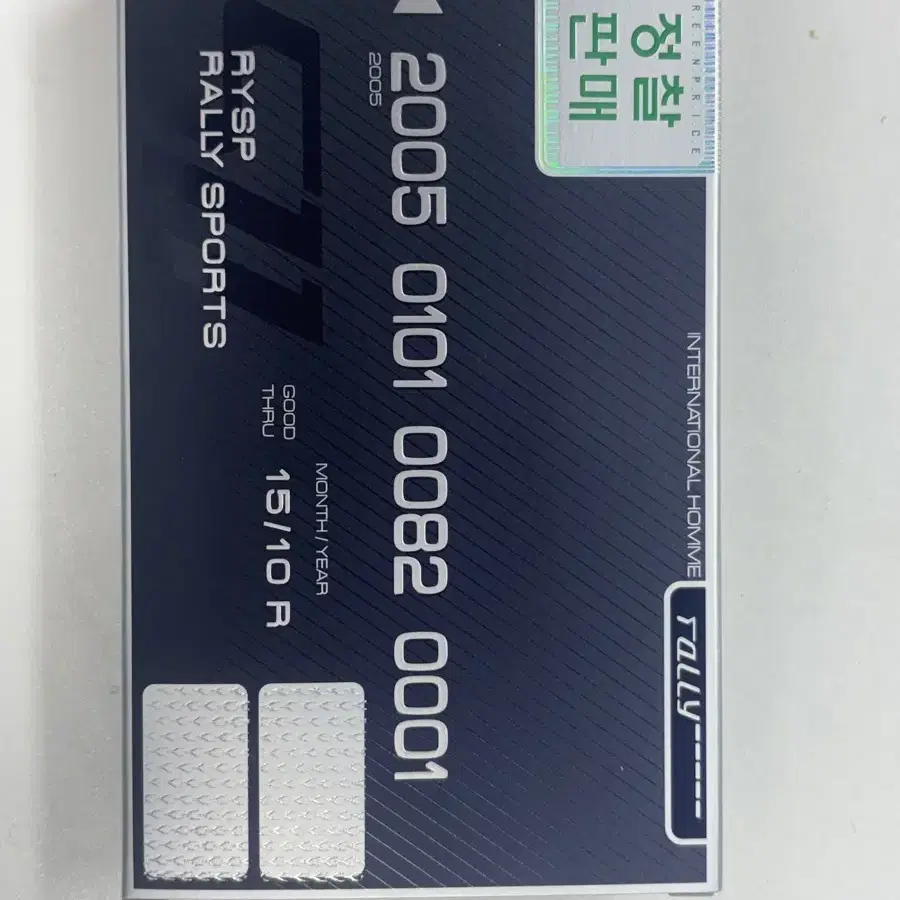 정찰
판매
GREENPRICE
INTERNATIONAL HOMME
rally
2005 0101 0082 0001
2005
MONTH / YEAR
GOOD
THRU
15/10 R
RYSP
RALLY SPORTS